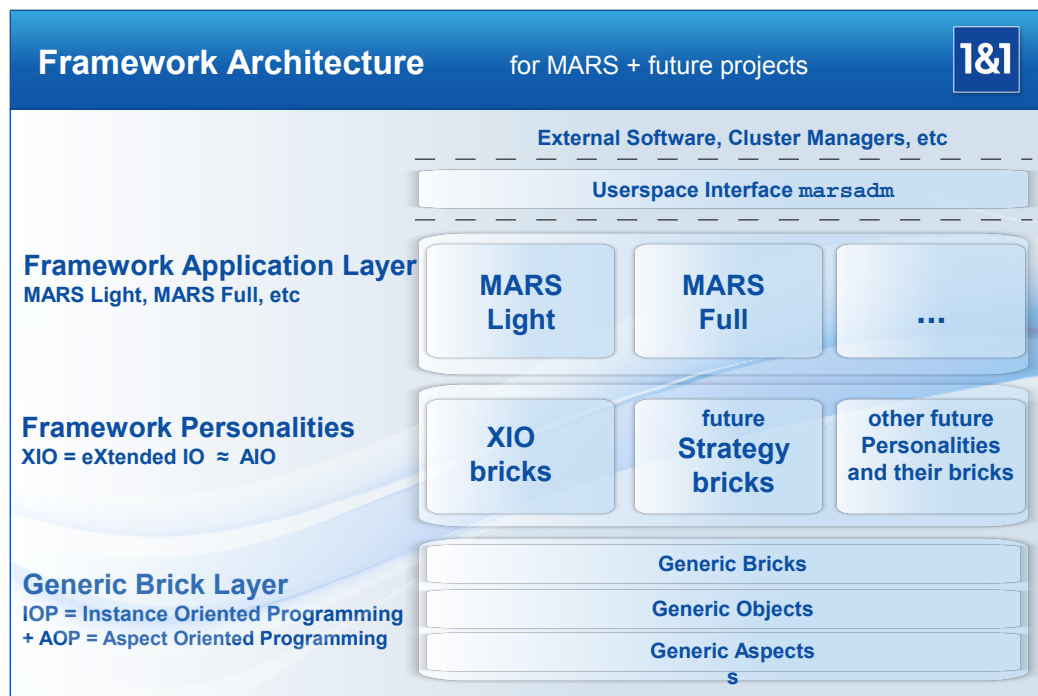 Framework Architecture for MARS + future projects
1&1
External Software, Cluster Managers, etc
Userspace Interface marsadm
Framework Application Layer
MARS Light, MARS Full, etc
MARS
Light
MARS
Full
...
Framework Personalities
XIO = eXtended IO ≈ AIO
XIO
bricks
future
Strategy
bricks
other future
Personalities
and their bricks
Generic Brick Layer
IOP = Instance Oriented Programming
+ AOP = Aspect Oriented Programming
Generic Bricks
Generic Objects
Generic Aspects
s